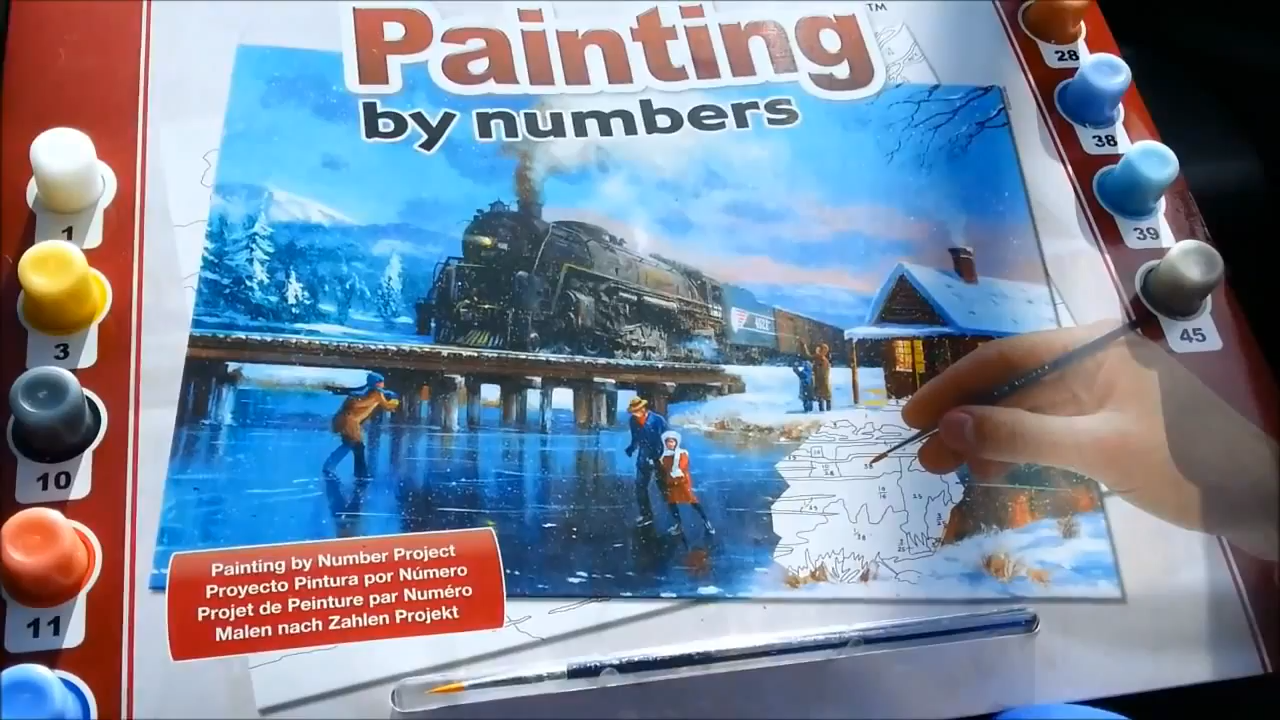 Painting™
by numbers
1
3
10
11
28
38
39
45
Painting by Number Project
Proyecto Pintura por Número
Projet de Peinture par Numéro
Malen nach Zahlen Projekt